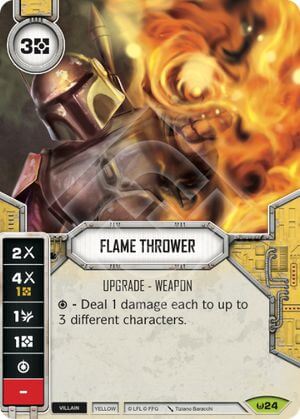 3
FLAME THROWER
UPGRADE - WEAPON
- Deal 1 damage each to up to
3 different characters.
2
4
1
1
1
-
VILLAIN
YELLOW
© LFL © FFG
Tiziano Baracchi
24